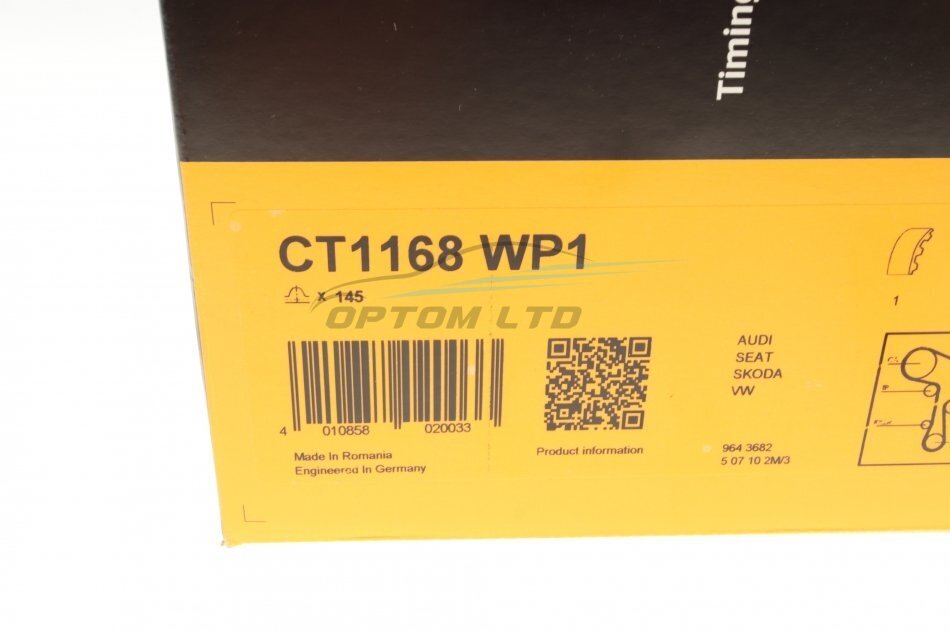 Timing
CT1168 WP1
x 145
OPTOM LTD
AUDI
SEAT
SKODA
VW
1
4 010858 020033
Made In Romania
Engineered In Germany
Product information
964 3682
5 07 10 2M/3